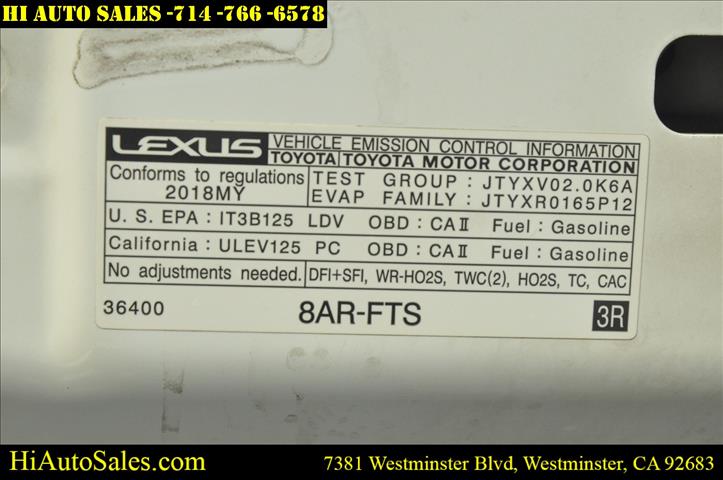 HI AUTO SALES -714 -766 -6578
LEXUS VEHICLE EMISSION CONTROL INFORMATION
TOYOTA TOYOTA MOTOR CORPORATION
Conforms to regulations
2018MY
TEST GROUP : JTYXV02.0K6A
EVAP FAMILY : JTYXR0165P12
U. S. EPA : IT3B125 LDV OBD : CAⅡ Fuel : Gasoline
California : ULEV125 PC OBD : CAⅡ Fuel : Gasoline
No adjustments needed. DFI+SFI, WR-HO2S, TWC(2), HO2S, TC, CAC
36400 8AR-FTS 3R
HiAutoSales.com 7381 Westminster Blvd, Westminster, CA 92683